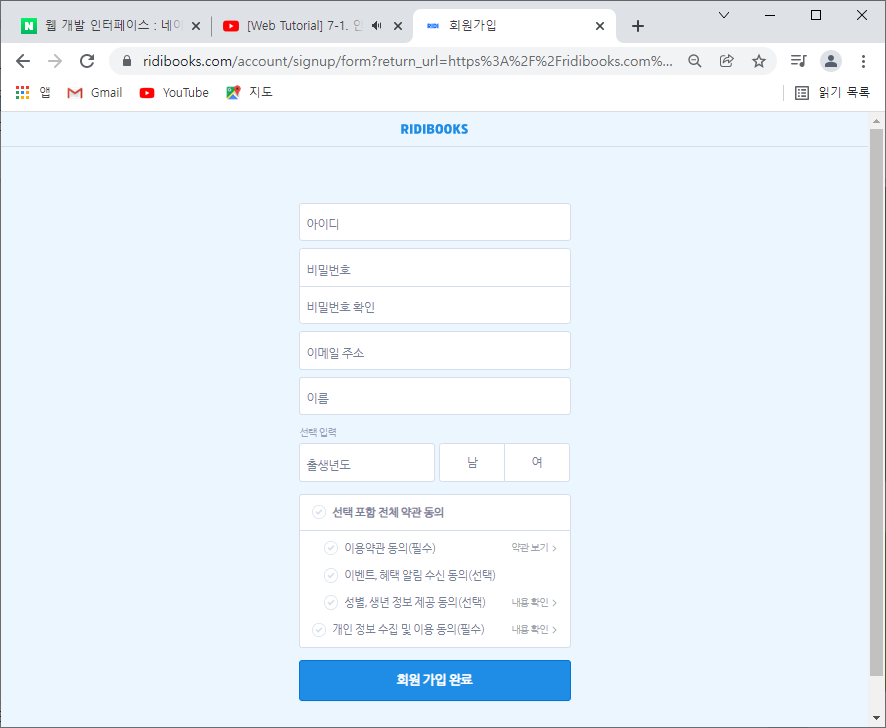 웹 개발 인터페이스 : 네이
[Web Tutorial] 7-1. 인
회원가입
ridibooks.com/account/signup/form?return_url=https%3A%2F%2Fridibooks.com%...
앱 Gmail YouTube 지도 읽기 목록
RIDIBOOKS
아이디
비밀번호
비밀번호 확인
이메일 주소
이름
선택 입력
출생년도 남 여
선택 포함 전체 약관 동의
이용약관 동의(필수) 약관 보기 >
이벤트, 혜택 알림 수신 동의(선택)
성별, 생년 정보 제공 동의(선택) 내용 확인 >
개인 정보 수집 및 이용 동의(필수) 내용 확인 >
회원 가입 완료